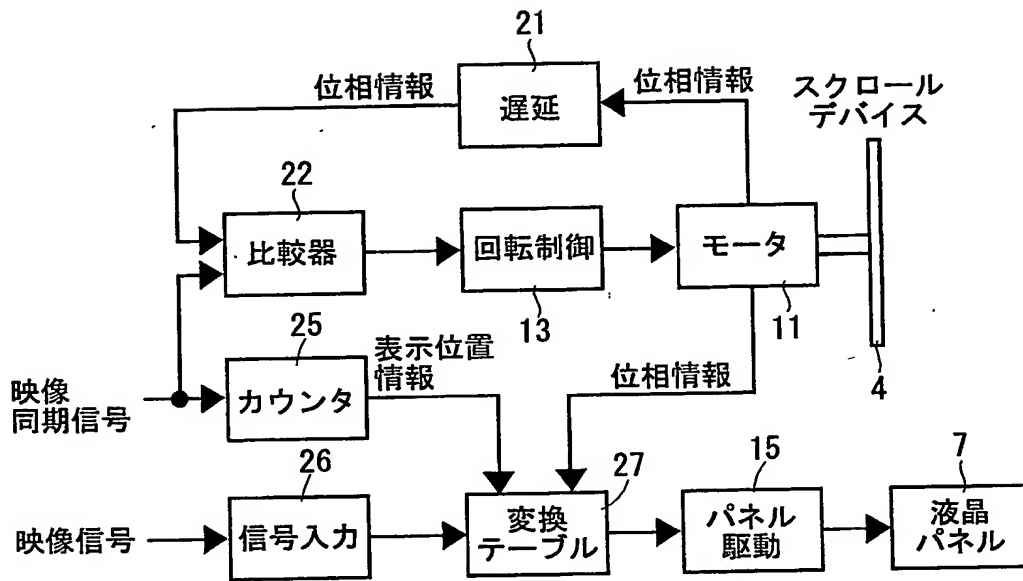 21
位相情報
遅延
位相情報
スクロール
デバイス
22
比較器
回転制御
モータ
13
11
4
25
表示位置
情報
位相情報
映像
同期信号
カウンタ
26
27
15
7
映像信号
信号入力
変換
テーブル
パネル
駆動
液晶
パネル